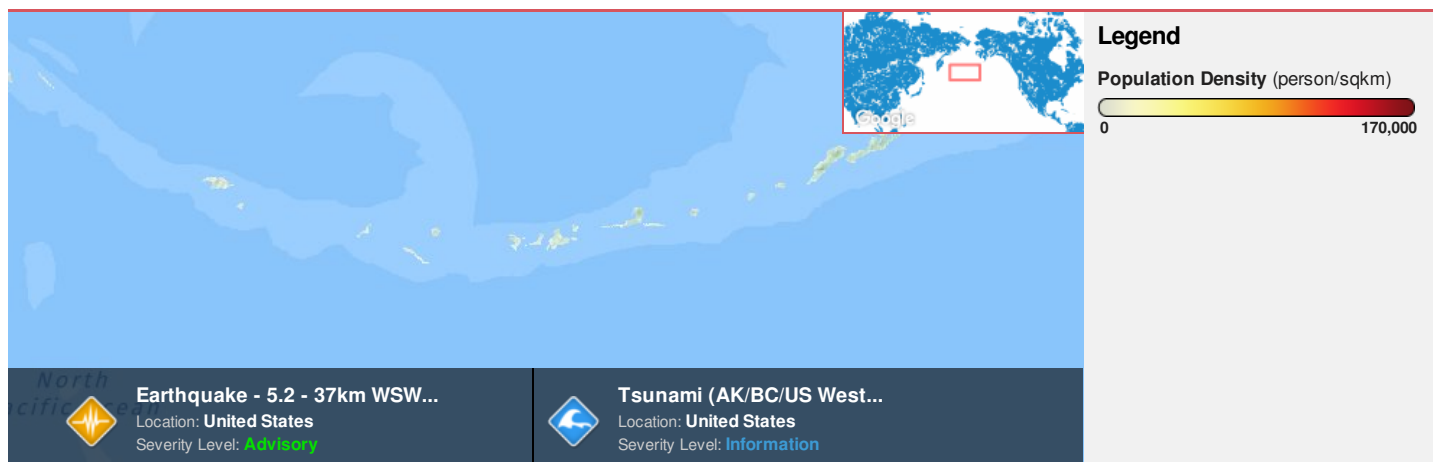 Google
Legend
Population Density (person/sqkm)
0 170,000
North
Ocean
Earthquake - 5.2 - 37km WSW...
Location: United States
Severity Level: Advisory
Tsunami (AK/BC/US West...
Location: United States
Severity Level: Information